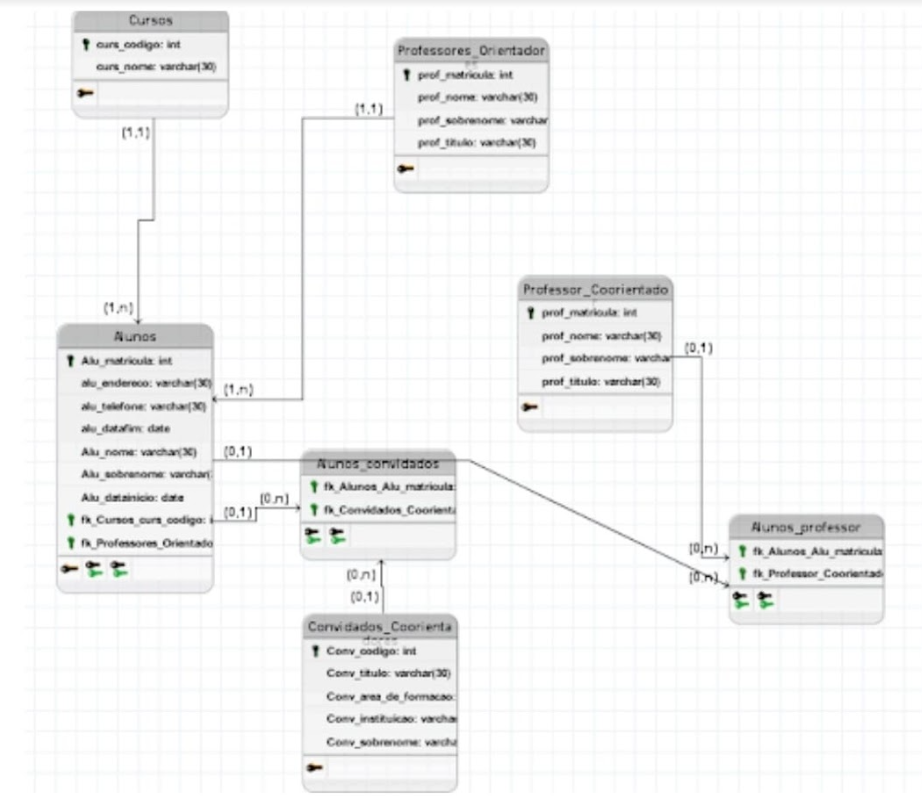 Cursos
curs_codigo: int
curs_nome: varchar(30)
(1,1)
Professores_Orientador
es
prof_matricula: int
prof_nome: varchar(30)
prof_sobrenome: varchar
prof_titulo: varchar(30)
(1,1)
Professor_Coorientado
prof_matricula: int
prof_nome: varchar(30)
prof_sobrenome: varchar
prof_titulo: varchar(30)
(0,1)
(1,n)
Alunos
Alu_matricula: int
alu_endereco: varchar(30)
alu_telefone: varchar(30)
alu_datafim: date
Alu_nome: varchar(30)
Alu_sobrenome: varchar(
Alu_datainicio: date
fk_Cursos_curs_codigo: i
fk_Professores_Orientado
(1,n)
(0,1)
(0,1)
(0,n)
Alunos_convidados
fk_Alunos_Alu_matricula:
fk_Convidados_Coorienta
(0,n)
(0,1)
Convidados_Coorienta
dores
Conv_codigo: int
Conv_titulo: varchar(30)
Conv_area_de_formacao:
Conv_instituicao: varcha
Conv_sobrenome: varcha
Alunos_professor
fk_Alunos_Alu_matricula
fk_Professor_Coorientad
(0,n)
(0,n)